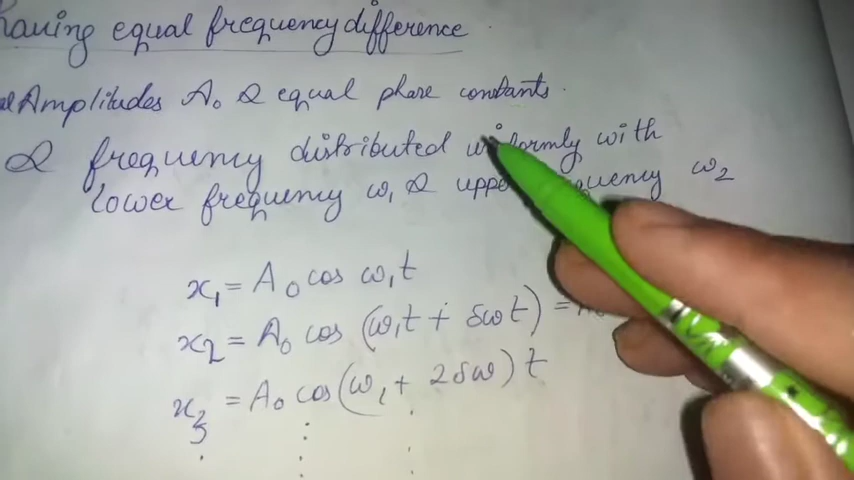 having equal frequency difference
Amplitudes A₀ & equal phase constants.
& frequency distributed uniformly with
lower frequency ω₁ & upper frequency ω₂
x₁ = A₀ cos ω₁t
x₂ = A₀ cos (ω₁t + δωt) =
x₃ = A₀ cos (ω₁ + 2δω) t